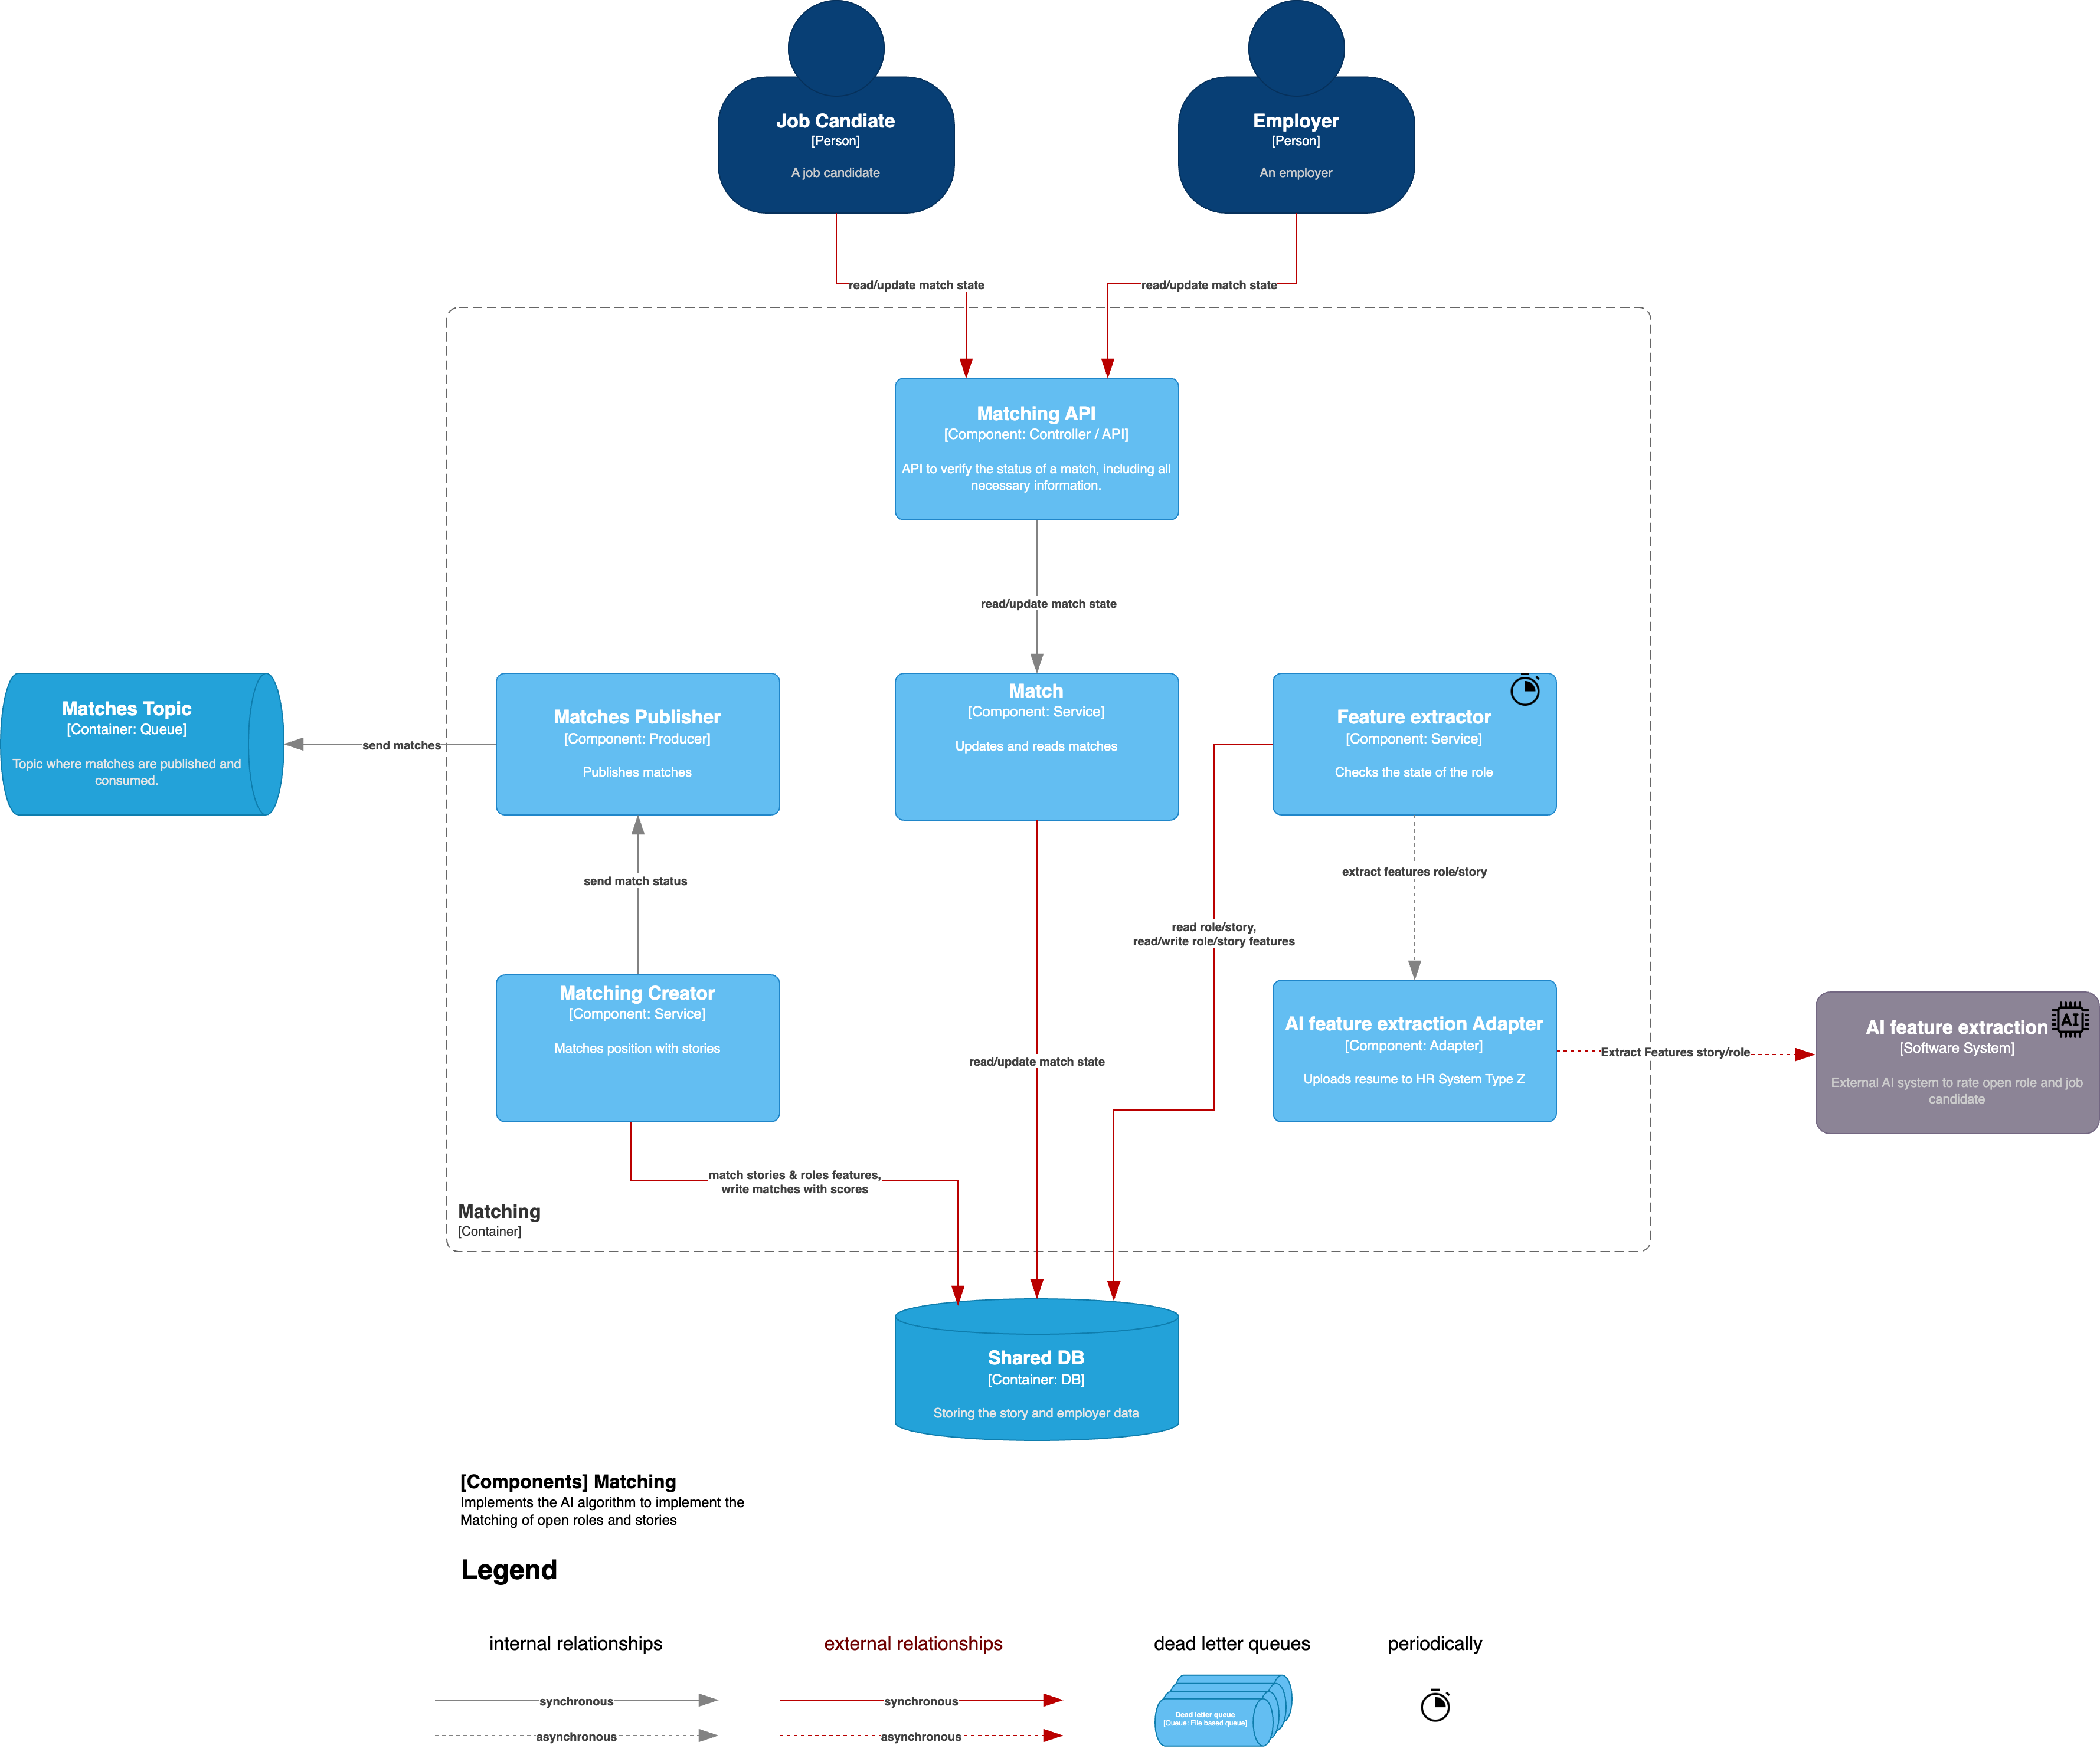 Job Candiate
[Person]
A job candidate
Employer
[Person]
An employer
read/update match state
read/update match state
Matching API
[Component: Controller / API]
API to verify the status of a match, including all
necessary information.
read/update match state
Matches Topic
[Container: Queue]
Topic where matches are published and
consumed.
send matches
Matches Publisher
[Component: Producer]
Publishes matches
Match
[Component: Service]
Updates and reads matches
Feature extractor
[Component: Service]
Checks the state of the role
send match status
extract features role/story
read role/story,
read/write role/story features
Matching Creator
[Component: Service]
Matches position with stories
read/update match state
AI feature extraction Adapter
[Component: Adapter]
Uploads resume to HR System Type Z
Extract Features story/role
AI feature extraction
[Software System]
External AI system to rate open role and job
candidate
AI
match stories & roles features,
write matches with scores
Matching
[Container]
Shared DB
[Container: DB]
Storing the story and employer data
[Components] Matching
Implements the AI algorithm to implement the
Matching of open roles and stories
Legend
internal relationships
external relationships
dead letter queues
periodically
synchronous
synchronous
asynchronous
asynchronous
Dead letter queue
[Queue: File based queue]